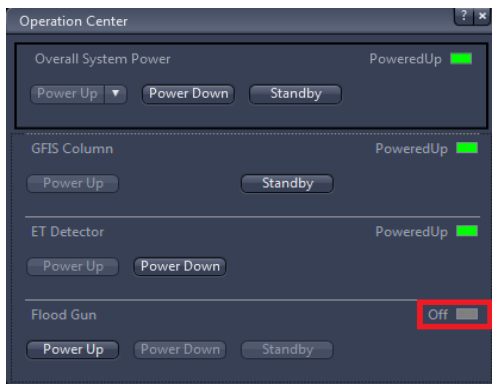 Operation Center ? ×
Overall System Power PoweredUp
Power Up ▼ Power Down Standby
GFIS Column PoweredUp
Power Up Standby
ET Detector PoweredUp
Power Up Power Down
Flood Gun Off
Power Up Power Down Standby